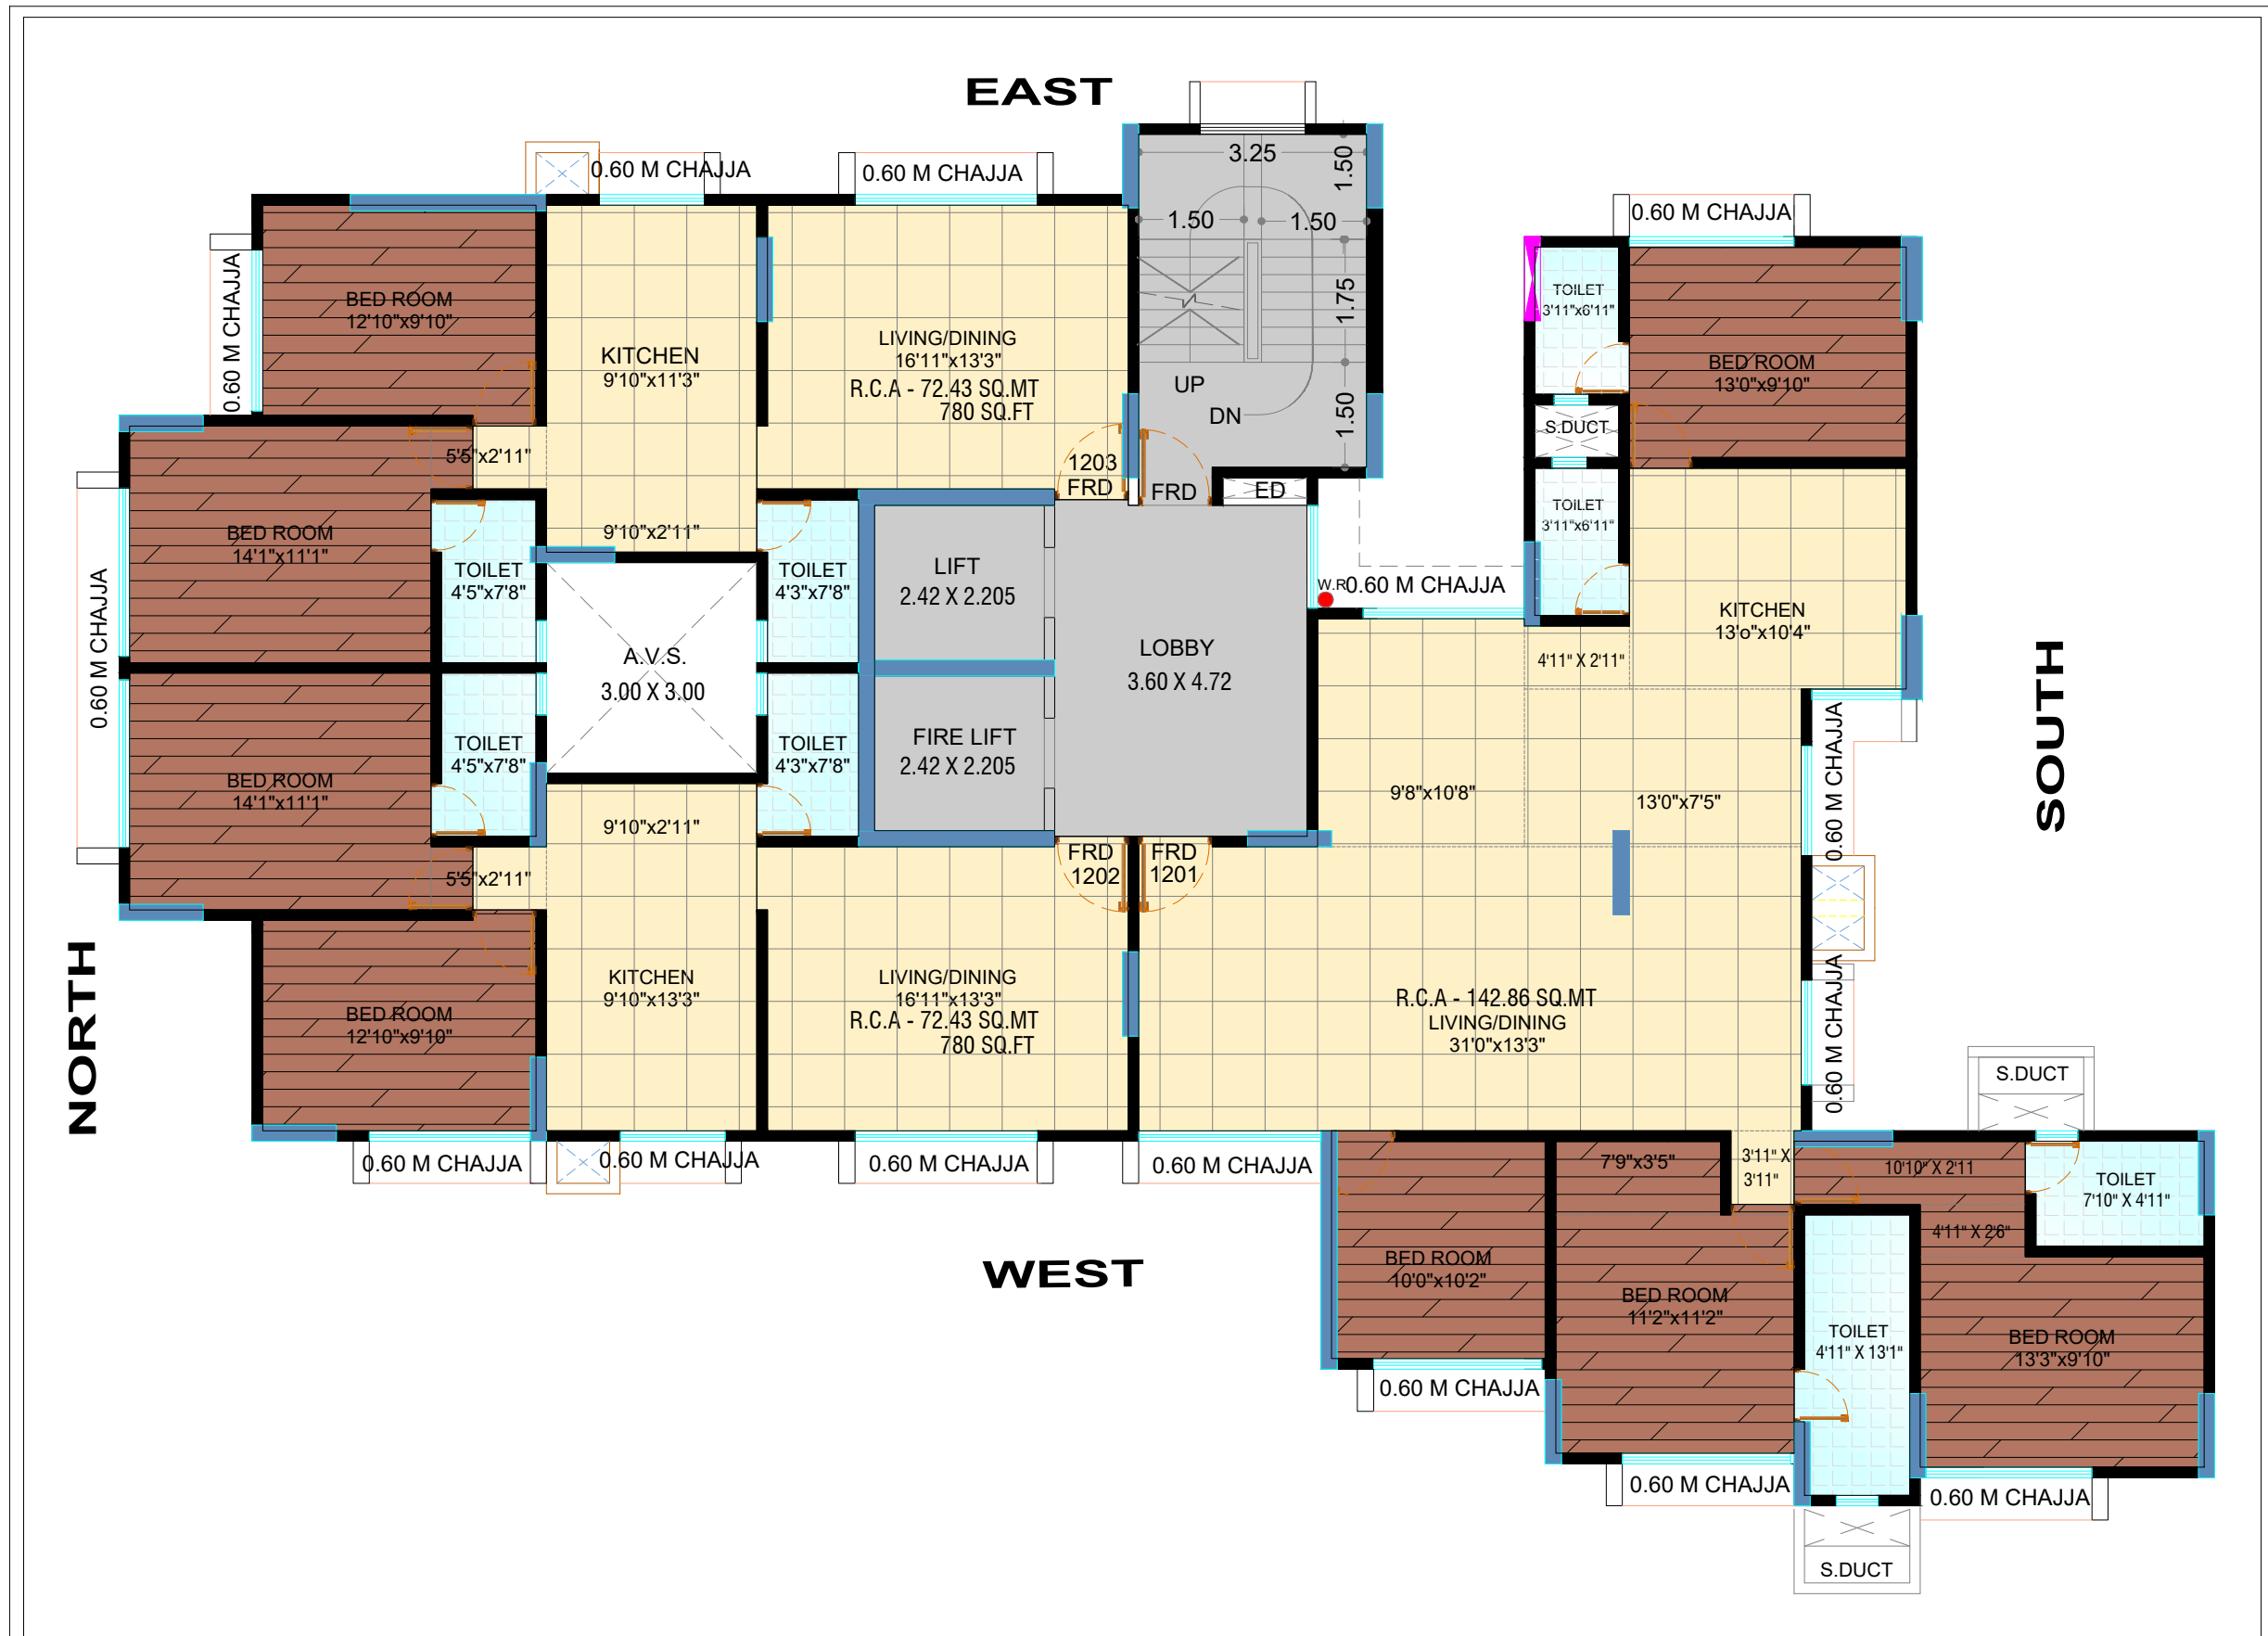 EAST
0.60 M CHAJJA
0.60 M CHAJJA
3.25
1.50
1.50
1.50
1.75
1.50
UP
DN
0.60 M CHAJJA
0.60 M CHAJJA
BED ROOM
12'10"x9'10"
KITCHEN
9'10"x11'3"
LIVING/DINING
16'11"x13'3"
R.C.A - 72.43 SQ.MT
780 SQ.FT
TOILET
3'11"x6'11"
BED ROOM
13'0"x9'10"
S.DUCT
5'5"x2'11"
1203
FRD
FRD
ED
TOILET
3'11"x6'11"
BED ROOM
14'1"x11'1"
9'10"x2'11"
TOILET
4'5"x7'8"
TOILET
4'3"x7'8"
LIFT
2.42 X 2.205
W.R
0.60 M CHAJJA
KITCHEN
13'o"x10'4"
0.60 M CHAJJA
A.V.S.
3.00 X 3.00
LOBBY
3.60 X 4.72
4'11" X 2'11"
SOUTH
TOILET
4'5"x7'8"
TOILET
4'3"x7'8"
FIRE LIFT
2.42 X 2.205
BED ROOM
14'1"x11'1"
9'8"x10'8"
13'0"x7'5"
0.60 M CHAJJA
9'10"x2'11"
5'5"x2'11"
FRD
1202
FRD
1201
NORTH
BED ROOM
12'10"x9'10"
KITCHEN
9'10"x13'3"
LIVING/DINING
16'11"x13'3"
R.C.A - 72.43 SQ.MT
780 SQ.FT
R.C.A - 142.86 SQ.MT
LIVING/DINING
31'0"x13'3"
0.60 M CHAJJA
S.DUCT
0.60 M CHAJJA
0.60 M CHAJJA
0.60 M CHAJJA
0.60 M CHAJJA
7'9"x3'5"
3'11" X
3'11"
10'10" X 2'11
TOILET
7'10" X 4'11"
4'11" X 2'6"
WEST
BED ROOM
10'0"x10'2"
BED ROOM
11'2"x11'2"
TOILET
4'11" X 13'1"
BED ROOM
13'3"x9'10"
0.60 M CHAJJA
0.60 M CHAJJA
0.60 M CHAJJA
S.DUCT